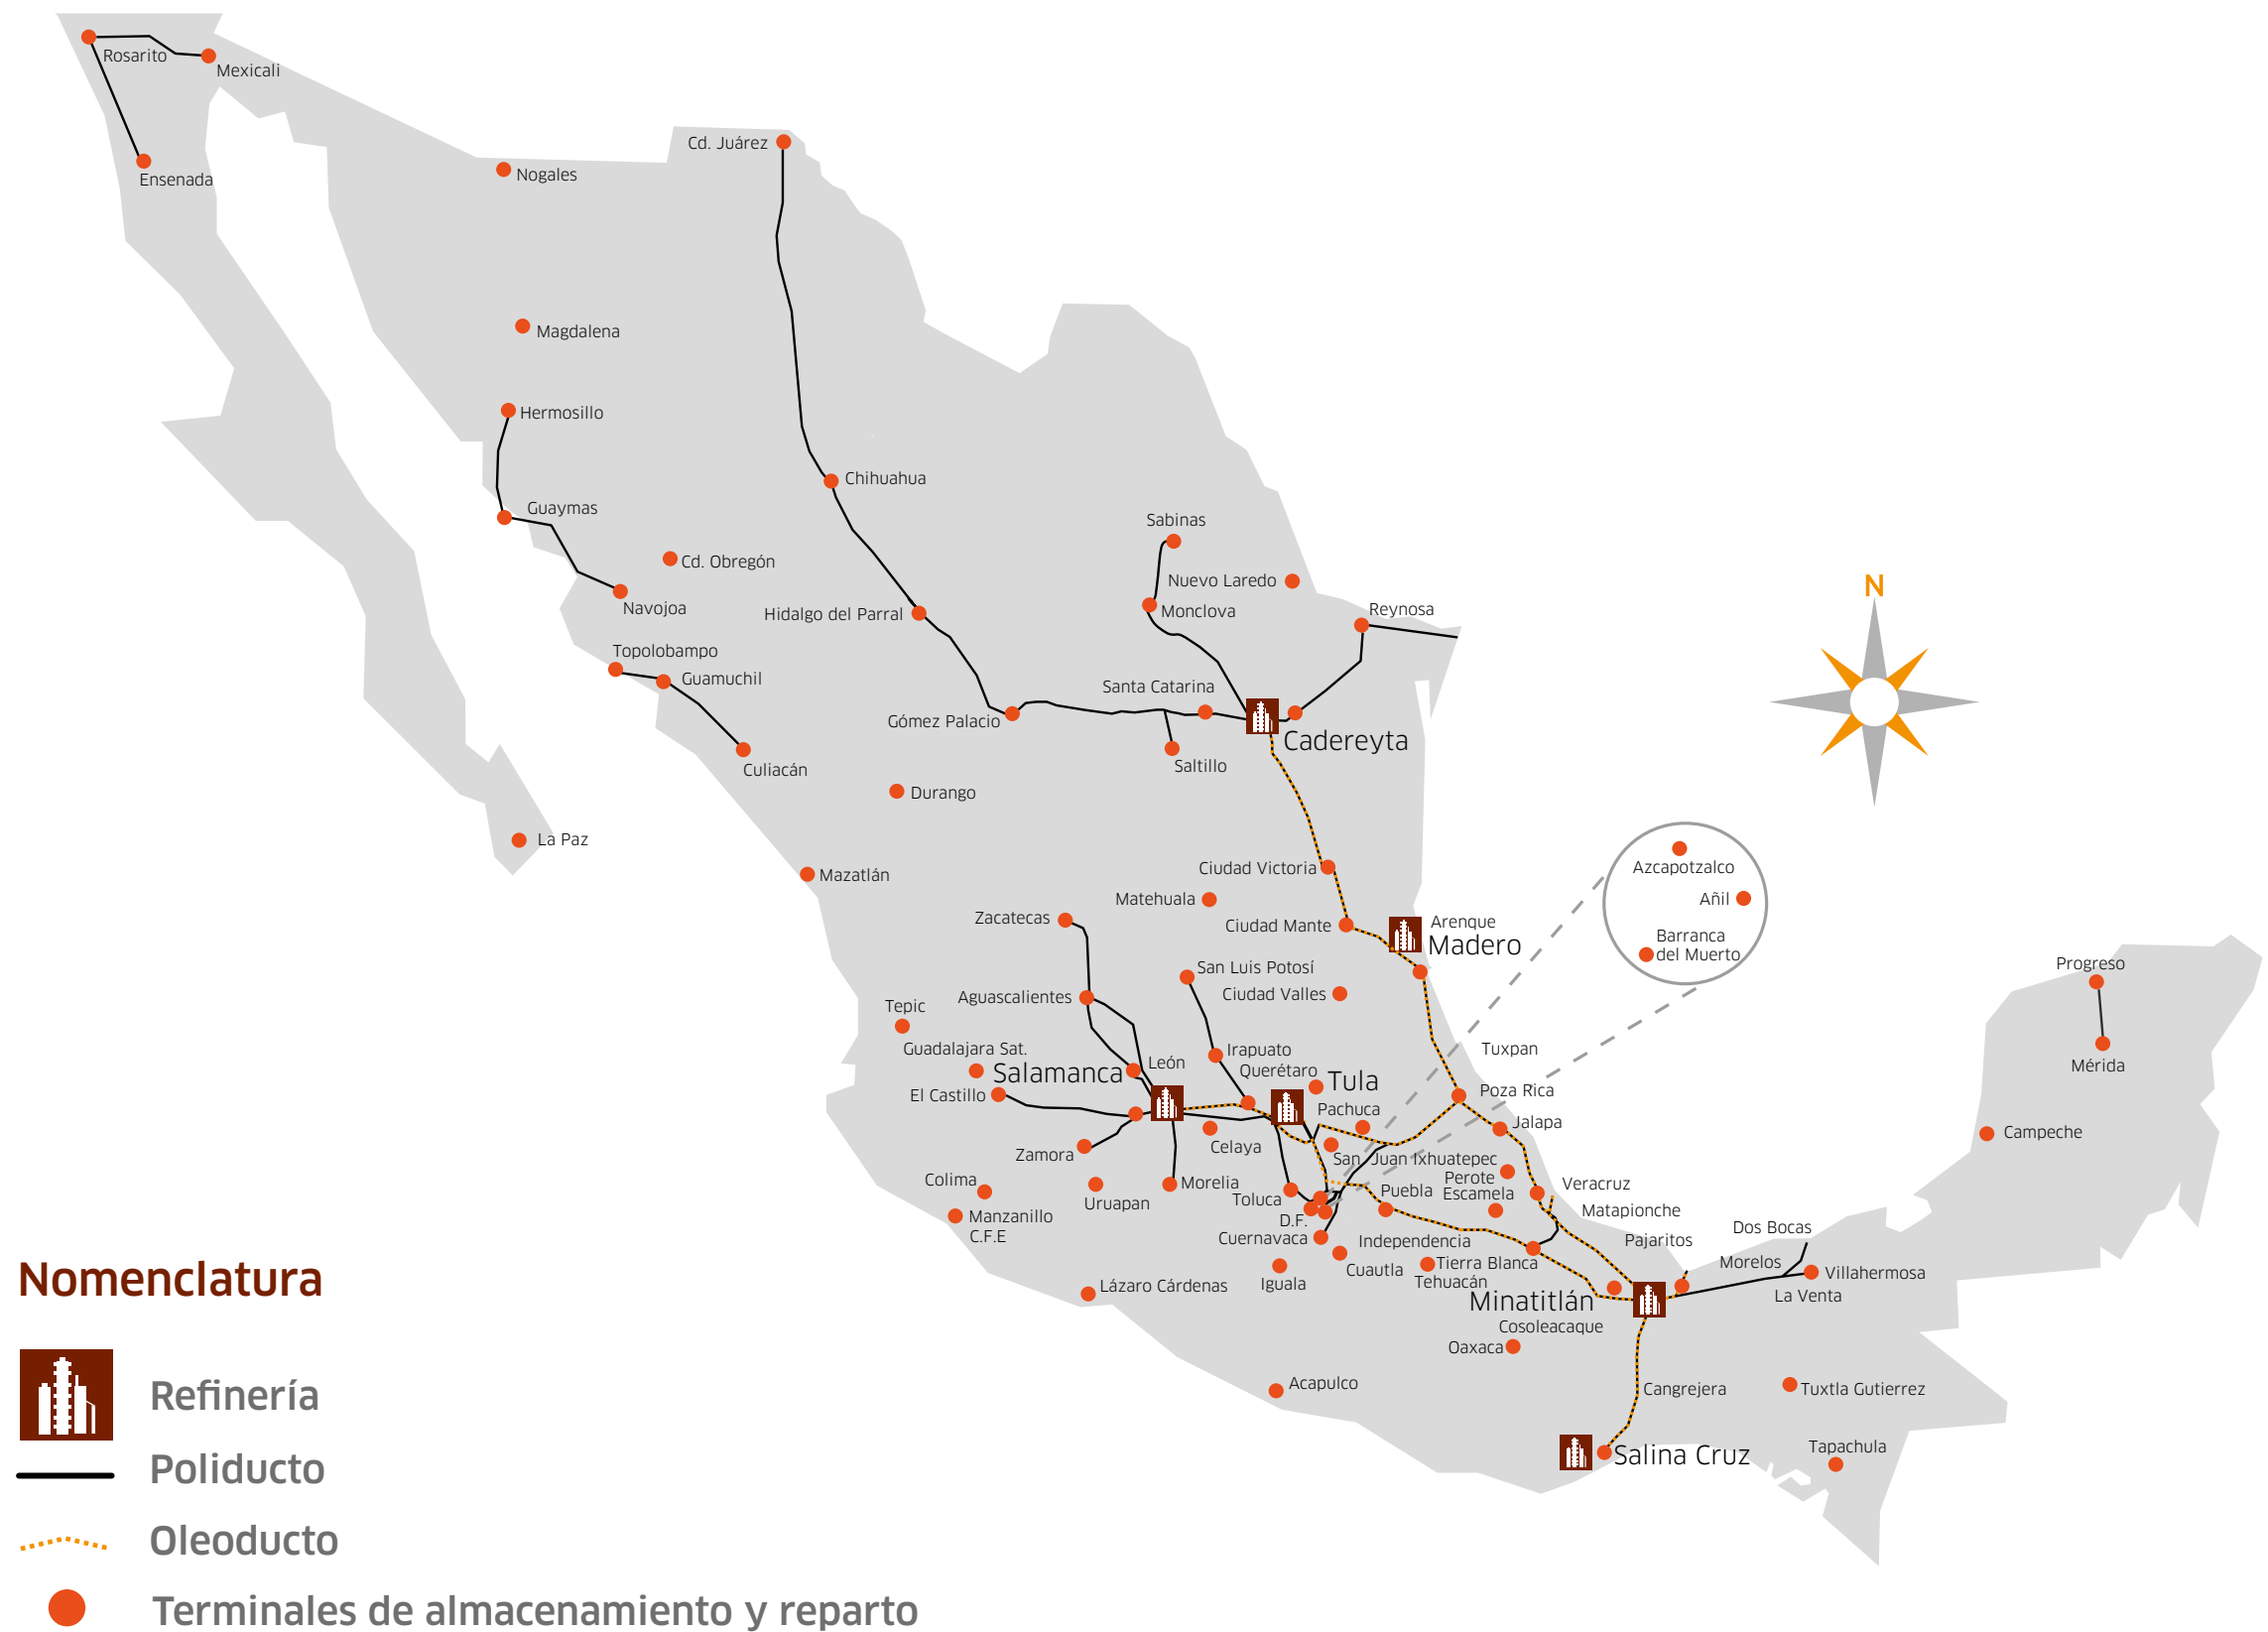 Rosarito
Mexicali
Ensenada
Cd. Juárez
Nogales
Magdalena
Hermosillo
Chihuahua
Guaymas
Sabinas
Cd. Obregón
Nuevo Laredo
Navojoa
Hidalgo del Parral
Monclova
Reynosa
N
Topolobampo
Guamuchil
Santa Catarina
Gómez Palacio
Cadereyta
Culiacán
Saltillo
Durango
La Paz
Mazatlán
Ciudad Victoria
Azcapotzalco
Matehuala
Añil
Zacatecas
Ciudad Mante
Arenque
Madero
Barranca
del Muerto
San Luis Potosí
Ciudad Valles
Aguascalientes
Progreso
Tepic
Guadalajara Sat.
Irapuato
Tuxpan
León
Querétaro
Mérida
Salamanca
Tula
El Castillo
Poza Rica
Pachuca
Jalapa
Campeche
Celaya
Zamora
San Juan Ixhuatepec
Perote
Colima
Morelia
Puebla
Escamela
Veracruz
Uruapan
Toluca
Matapionche
Manzanillo
C.F.E
D.F.
Cuernavaca
Independencia
Pajaritos
Dos Bocas
Tierra Blanca
Morelos
Villahermosa
Cuautla
Iguala
Tehuacán
Lázaro Cárdenas
La Venta
Minatitlán
Cosoleacaque
Oaxaca
Acapulco
Cangrejera
Tuxtla Gutierrez
Tapachula
Salina Cruz
Nomenclatura
Refinería
Poliducto
Oleoducto
Terminales de almacenamiento y reparto